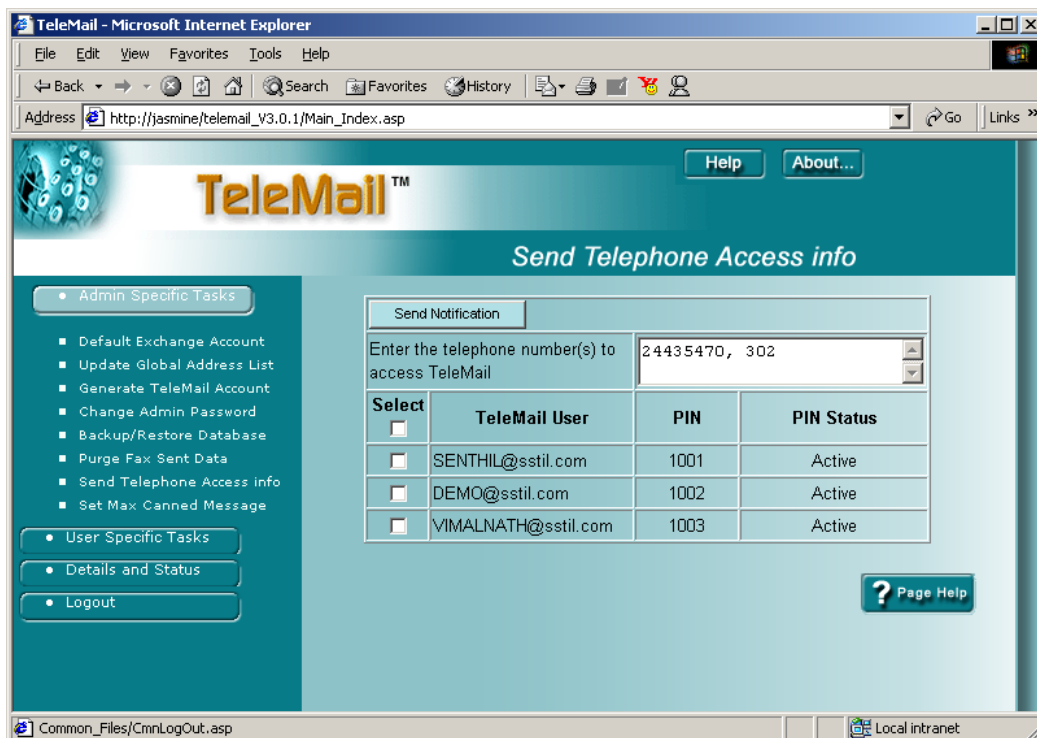 TeleMail - Microsoft Internet Explorer
File Edit View Favorites Tools Help
Back Search Favorites History
Address http://jasmine/telemail_V3.0.1/Main_Index.asp Go Links »
Help About...
TeleMail™
Send Telephone Access info
Admin Specific Tasks
Default Exchange Account
Update Global Address List
Generate TeleMail Account
Change Admin Password
Backup/Restore Database
Purge Fax Sent Data
Send Telephone Access info
Set Max Canned Message
User Specific Tasks
Details and Status
Logout
Send Notification
Enter the telephone number(s) to
access TeleMail
24435470, 302
Select TeleMail User PIN PIN Status
SENTHIL@sstil.com 1001 Active
DEMO@sstil.com 1002 Active
VIMALNATH@sstil.com 1003 Active
? Page Help
Common_Files/CmnLogOut.asp Local intranet